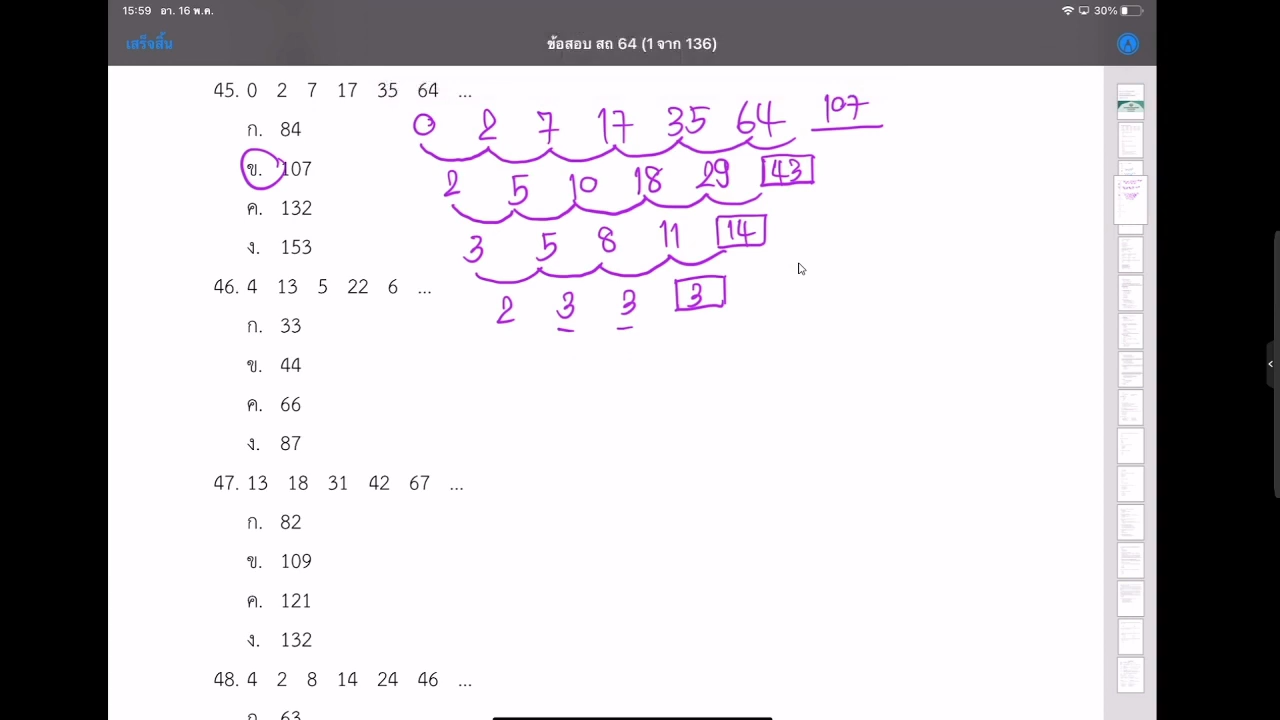 15:59 อา. 16 พ.ค.
30%
เสร็จสิ้น
ข้อสอบ สถ 64 (1 จาก 136)
45. 0 2 7 17 35 64 ...
ก. 84
ข. 107
ค. 132
ง. 153
0 2 7 17 35 64 107
2 5 10 18 29 43
3 5 8 11 14
2 3 3 3
46. 4 13 5 22 6 ...
ก. 33
ข. 44
ค. 66
ง. 87
47. 13 18 31 42 67 ...
ก. 82
ข. 109
ค. 121
ง. 132
48. 4 2 8 14 24 46 ...
ก. 63